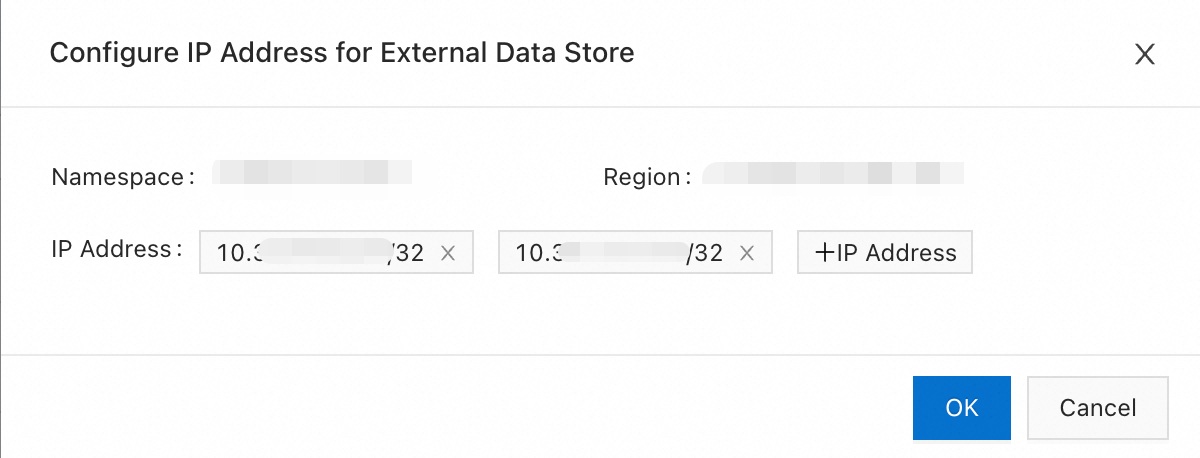 Configure IP Address for External Data Store
Namespace: Region:
IP Address: 10. /32 10. /32 +IP Address
OK Cancel